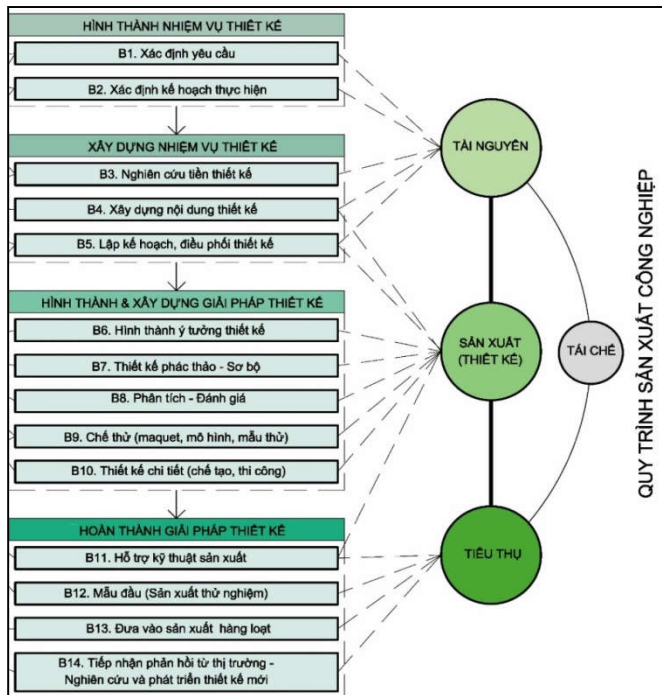 HÌNH THÀNH NHIỆM VỤ THIẾT KẾ
B1. Xác định yêu cầu
B2. Xác định kế hoạch thực hiện
XÂY DỰNG NHIỆM VỤ THIẾT KẾ
B3. Nghiên cứu tiền thiết kế
B4. Xây dựng nội dung thiết kế
B5. Lập kế hoạch, điều phối thiết kế
HÌNH THÀNH & XÂY DỰNG GIẢI PHÁP THIẾT KẾ
B6. Hình thành ý tưởng thiết kế
B7. Thiết kế phác thảo - Sơ bộ
B8. Phân tích - Đánh giá
B9. Chế thử (maquet, mô hình, mẫu thử)
B10. Thiết kế chi tiết (chế tạo, thi công)
HOÀN THÀNH GIẢI PHÁP THIẾT KẾ
B11. Hỗ trợ kỹ thuật sản xuất
B12. Mẫu đầu (Sản xuất thử nghiệm)
B13. Đưa vào sản xuất hàng loạt
B14. Tiếp nhận phản hồi từ thị trường -
Nghiên cứu và phát triển thiết kế mới
TÀI NGUYÊN
SẢN XUẤT
(THIẾT KẾ)
TÁI CHẾ
TIÊU THỤ
QUY TRÌNH SẢN XUẤT CÔNG NGHIỆP